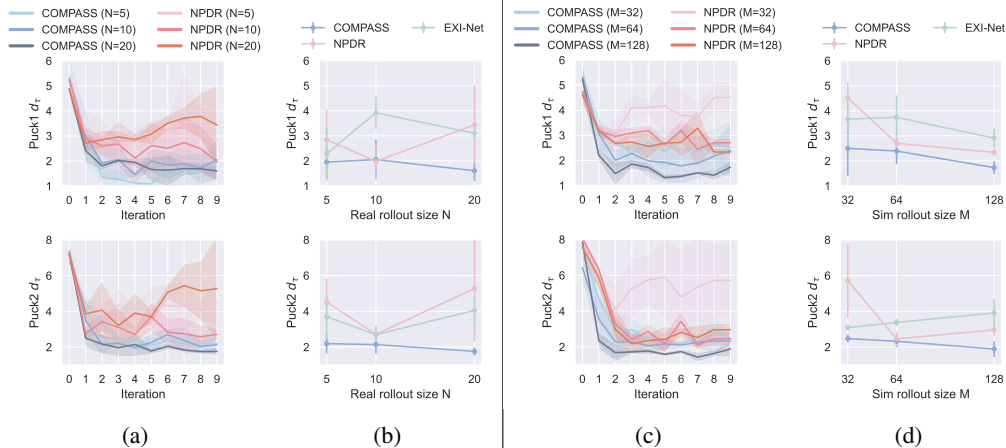 COMPASS (N=5) NPDR (N=5)
COMPASS (N=10) NPDR (N=10)
COMPASS (N=20) NPDR (N=20)
Puck1 dτ
6
5
4
3
2
1
0 1 2 3 4 5 6 7 8 9
Iteration
Puck2 dτ
8
6
4
2
0 1 2 3 4 5 6 7 8 9
Iteration
(a)
COMPASS EXI-Net
NPDR
Puck1 dτ
6
5
4
3
2
1
5 10 20
Real rollout size N
Puck2 dτ
8
6
4
2
5 10 20
Real rollout size N
(b)
COMPASS (M=32) NPDR (M=32)
COMPASS (M=64) NPDR (M=64)
COMPASS (M=128) NPDR (M=128)
Puck1 dτ
6
5
4
3
2
1
0 1 2 3 4 5 6 7 8 9
Iteration
Puck2 dτ
8
6
4
2
0 1 2 3 4 5 6 7 8 9
Iteration
(c)
COMPASS EXI-Net
NPDR
Puck1 dτ
6
5
4
3
2
1
32 64 128
Sim rollout size M
Puck2 dτ
8
6
4
2
32 64 128
Sim rollout size M
(d)